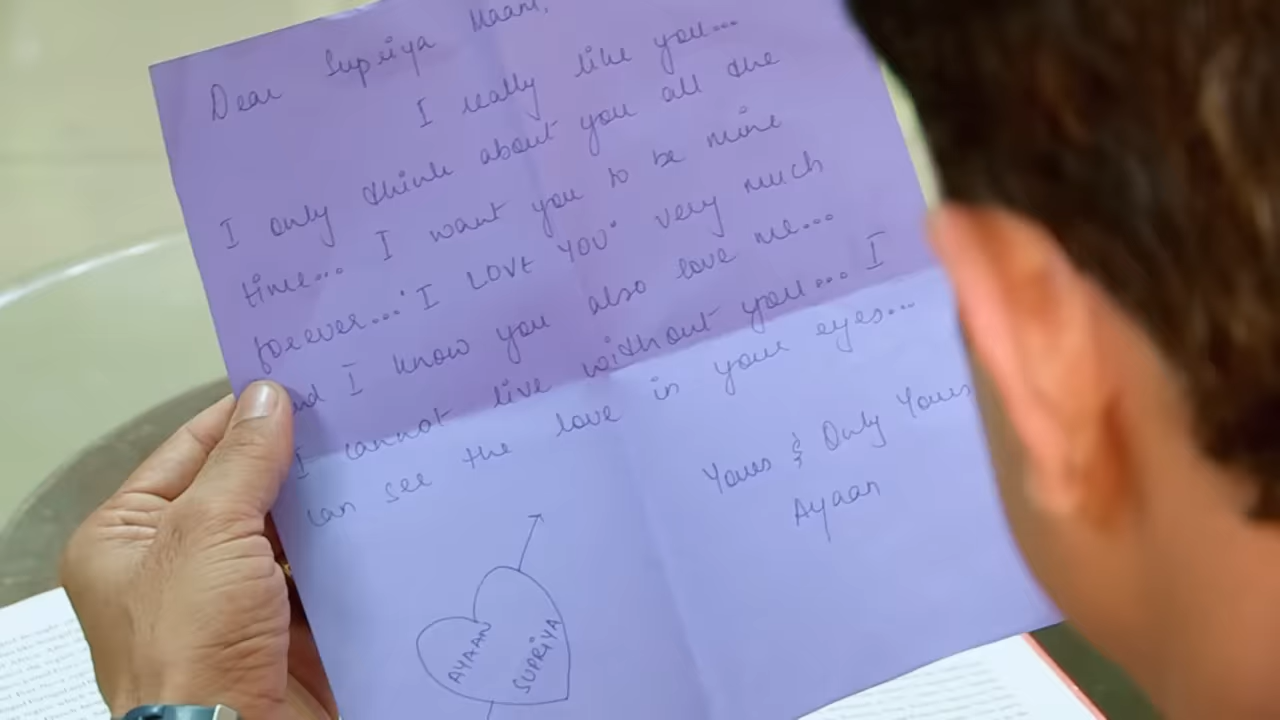 Dear Supriya Maam,
I really like you...
I only think about you all the
time... I want you to be mine
forever... "I LOVE YOU" very much
and I know you also love me...
I cannot live without you... I
can see the love in your eyes...
Yours & Only Yours
Ayaan
AYAAN
SUPRIYA